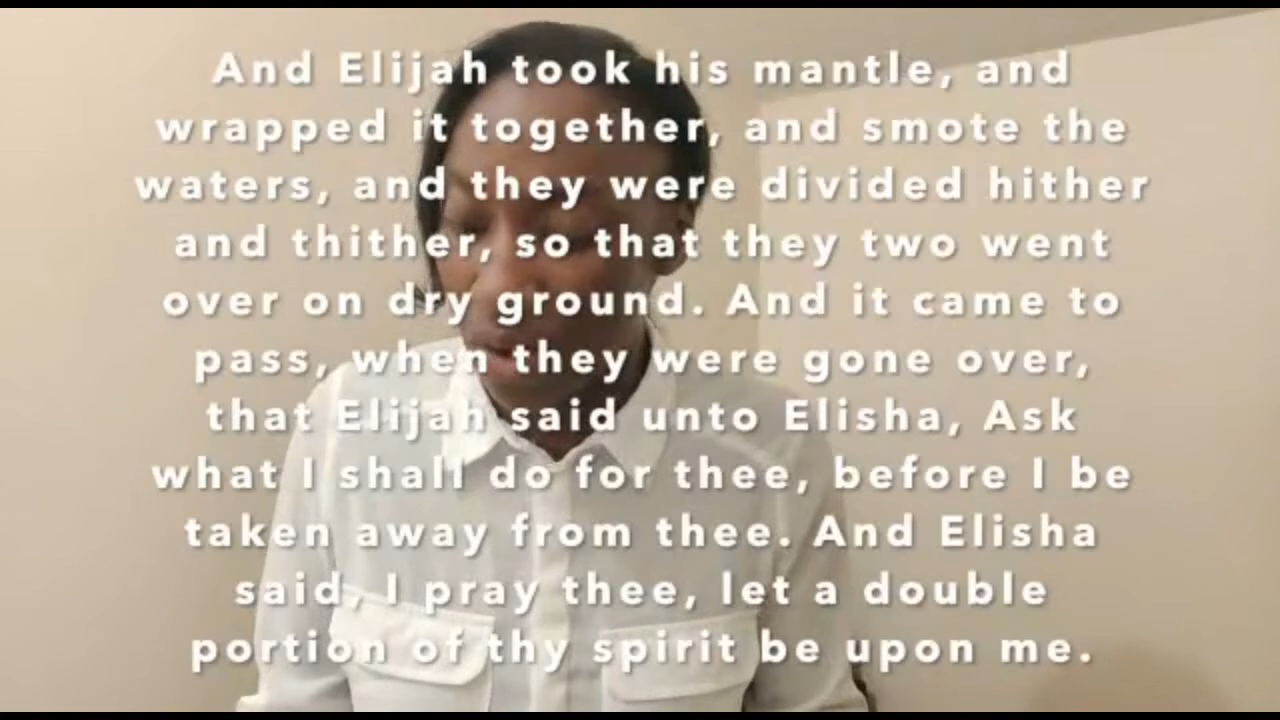 And Elijah took his mantle, and
wrapped it together, and smote the
waters, and they were divided hither
and thither, so that they two went
over on dry ground. And it came to
pass, when they were gone over,
that Elijah said unto Elisha, Ask
what I shall do for thee, before I be
taken away from thee. And Elisha
said, I pray thee, let a double
portion of thy spirit be upon me.